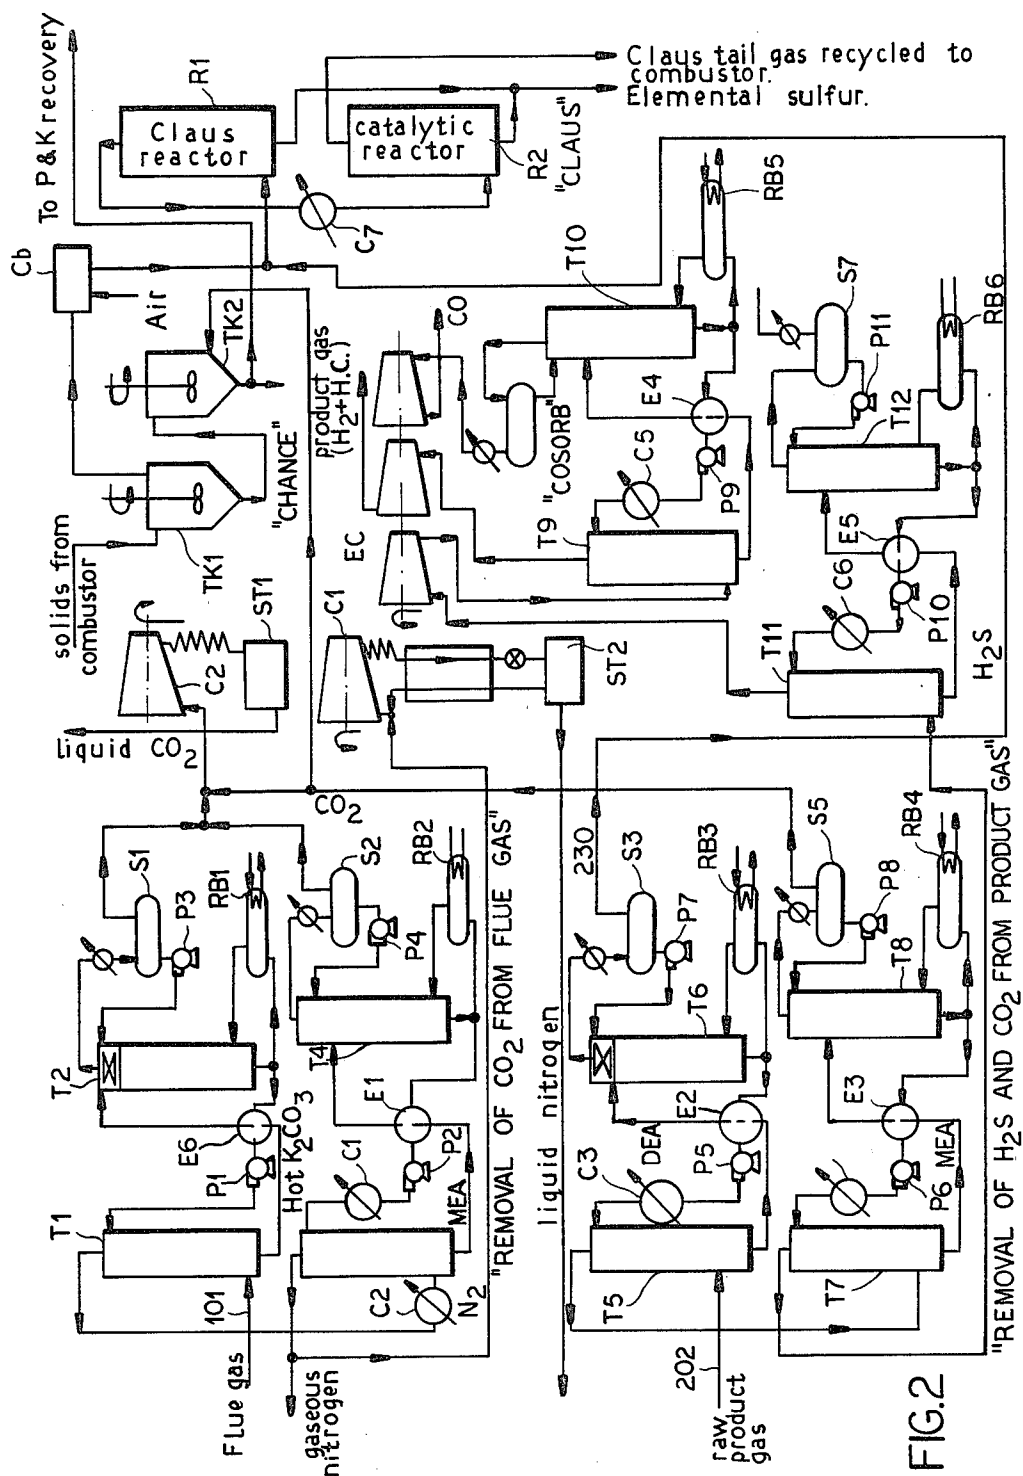 To P & K recovery
R1
Claus
reactor
catalytic
reactor
R2
"CLAUS"
C7
Claus tail gas recycled to
combustor.
Elemental sulfur.
Cb
Air
TK2
TK1
"CHANCE"
solids from
combustor
product gas
(H2+H.C.)
C2
ST1
liquid CO2
C1
ST2
EC
CO
"COSORB"
T10
RB5
E4
P9
C5
T9
S7
P11
RB6
T12
E5
P10
C6
T11
H2S
CO2
S1
P3
RB1
T2
E6
P1
Hot K2CO3
T1
101
Flue gas
S2
P4
RB2
T4
E1
P2
C1
MEA
C2
N2
gaseous
nitrogen
"REMOVAL OF CO2 FROM FLUE GAS"
liquid nitrogen
230
S3
P7
RB3
T6
E2
DEA
P5
C3
T5
202
raw
product
gas
S5
P8
RB4
T8
E3
P6
MEA
T7
"REMOVAL OF H2S AND CO2 FROM PRODUCT GAS"
FIG.2